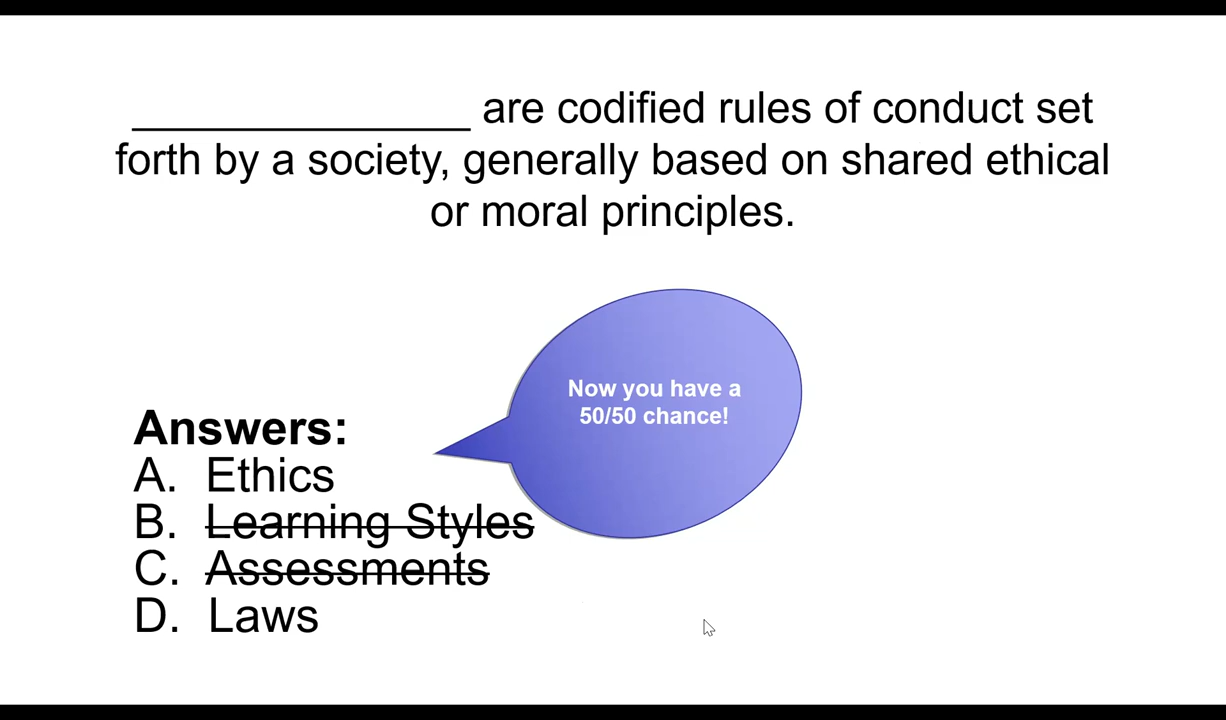 ______________ are codified rules of conduct set
forth by a society, generally based on shared ethical
or moral principles.
Now you have a
50/50 chance!
Answers:
A. Ethics
B. Learning Styles
C. Assessments
D. Laws